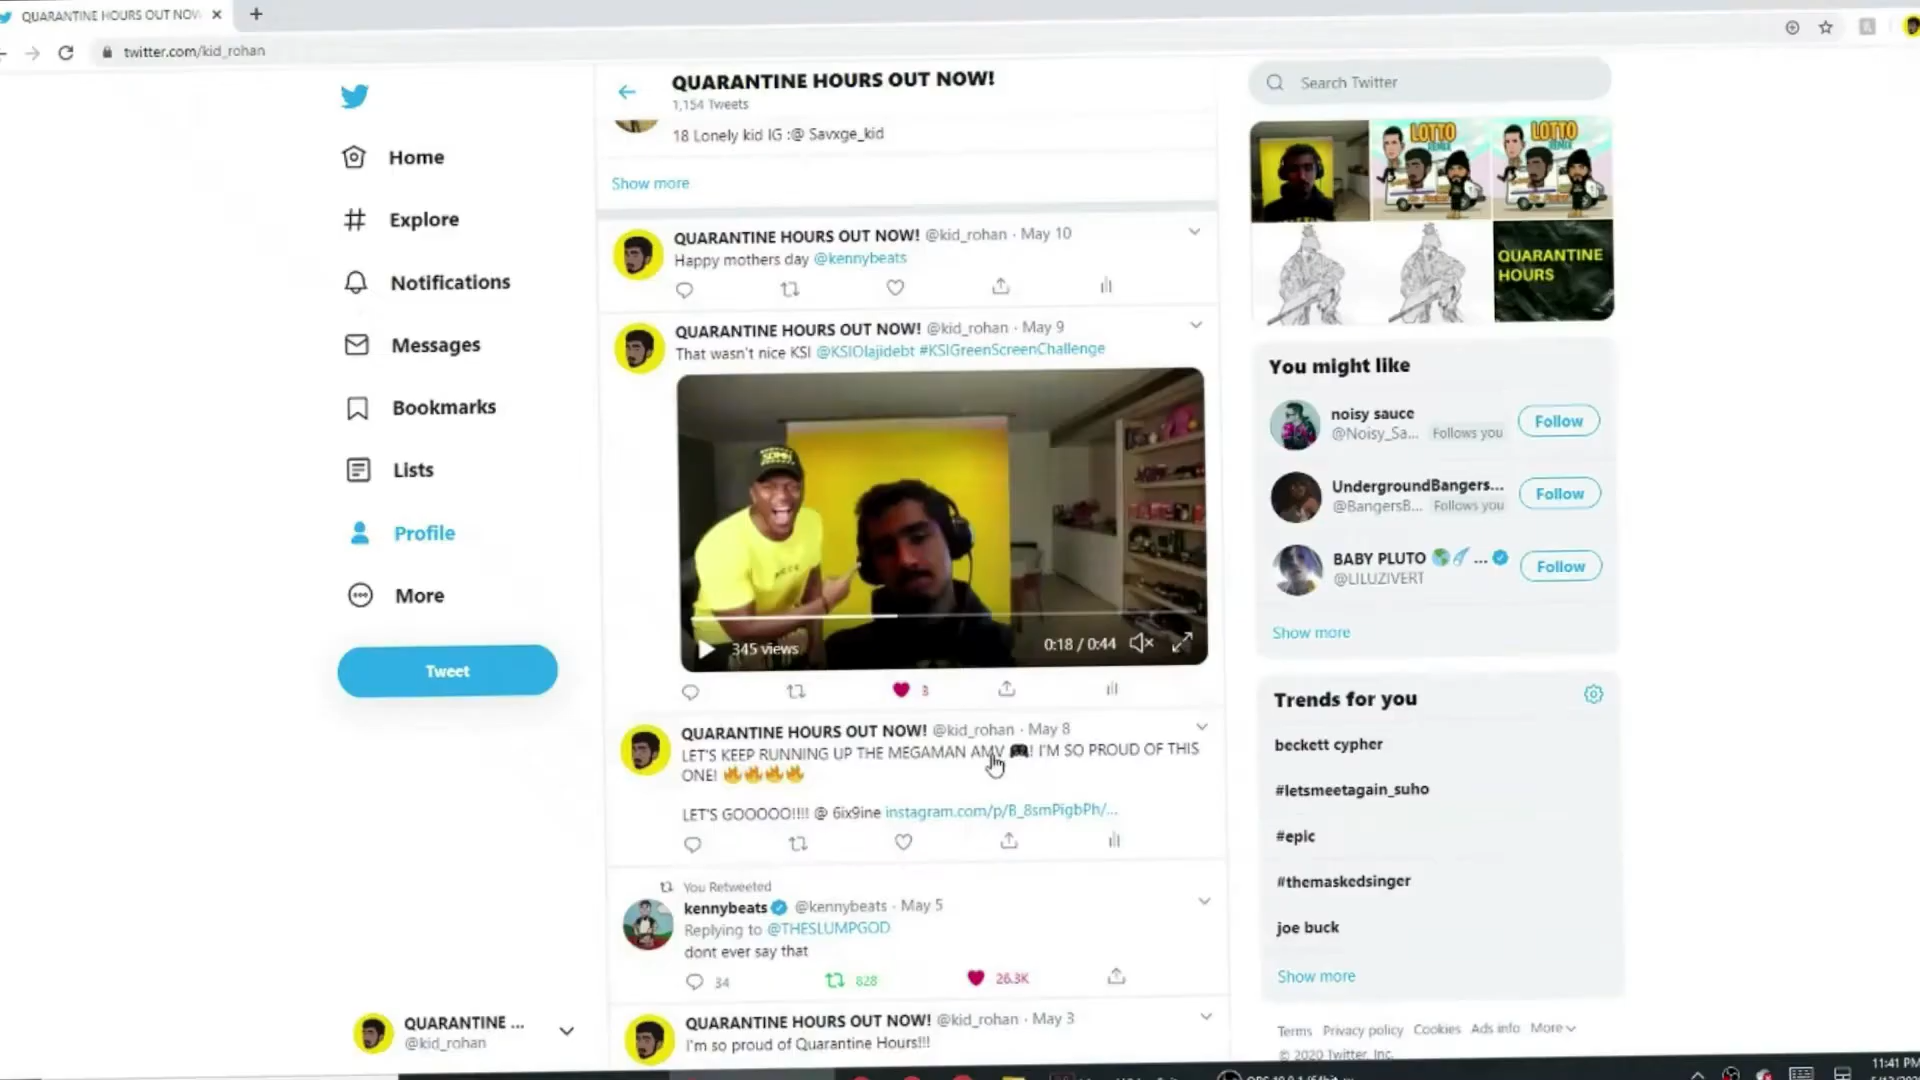 QUARANTINE HOURS OUT NOW
twitter.com/kid_rohan
Home
Explore
Notifications
Messages
Bookmarks
Lists
Profile
More
Tweet
QUARANTINE ...
@kid_rohan
QUARANTINE HOURS OUT NOW!
1,154 Tweets
18 Lonely kid IG :@ Savxge_kid
Show more
QUARANTINE HOURS OUT NOW! @kid_rohan · May 10
Happy mothers day @kennybeats
QUARANTINE HOURS OUT NOW! @kid_rohan · May 9
That wasn't nice KSI @KSIOlajidebt #KSIGreenScreenChallenge
SDMN
345 views
0:18 / 0:44
3
QUARANTINE HOURS OUT NOW! @kid_rohan · May 8
LET'S KEEP RUNNING UP THE MEGAMAN AMV 🎮! I'M SO PROUD OF THIS
ONE! 🔥🔥🔥🔥
LET'S GOOOOO!!!! @ 6ix9ine instagram.com/p/B_8smPigbPh/...
You Retweeted
kennybeats @kennybeats · May 5
Replying to @THESLUMPGOD
dont ever say that
34 828 26.3K
QUARANTINE HOURS OUT NOW! @kid_rohan · May 3
I'm so proud of Quarantine Hours!!!
Search Twitter
LOTTO
REMIX
LOTTO
REMIX
QUARANTINE
HOURS
You might like
noisy sauce
@Noisy_Sa... Follows you
Follow
UndergroundBangers...
@BangersB... Follows you
Follow
BABY PLUTO 🌎☄️ ...
@LILUZIVERT
Follow
Show more
Trends for you
beckett cypher
#letsmeetagain_suho
#epic
#themaskedsinger
joe buck
Show more
Terms Privacy policy Cookies Ads info More
© 2020 Twitter, Inc.
11:41 PM